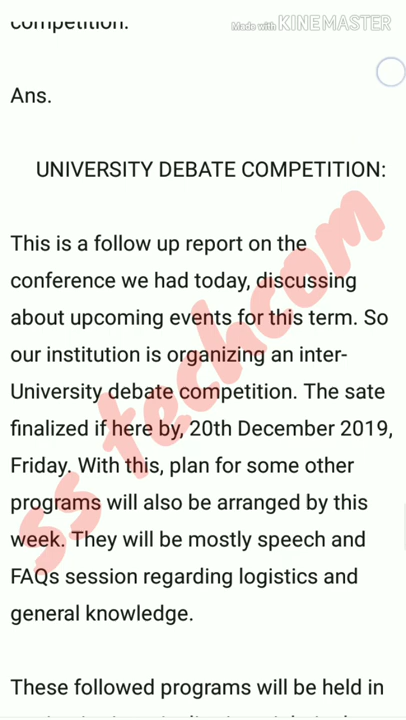 competition.
Made with KINEMASTER
Ans.
UNIVERSITY DEBATE COMPETITION:
This is a follow up report on the
conference we had today, discussing
about upcoming events for this term. So
our institution is organizing an inter-
University debate competition. The sate
finalized if here by, 20th December 2019,
Friday. With this, plan for some other
programs will also be arranged by this
week. They will be mostly speech and
FAQs session regarding logistics and
general knowledge.
These followed programs will be held in
ss techcom